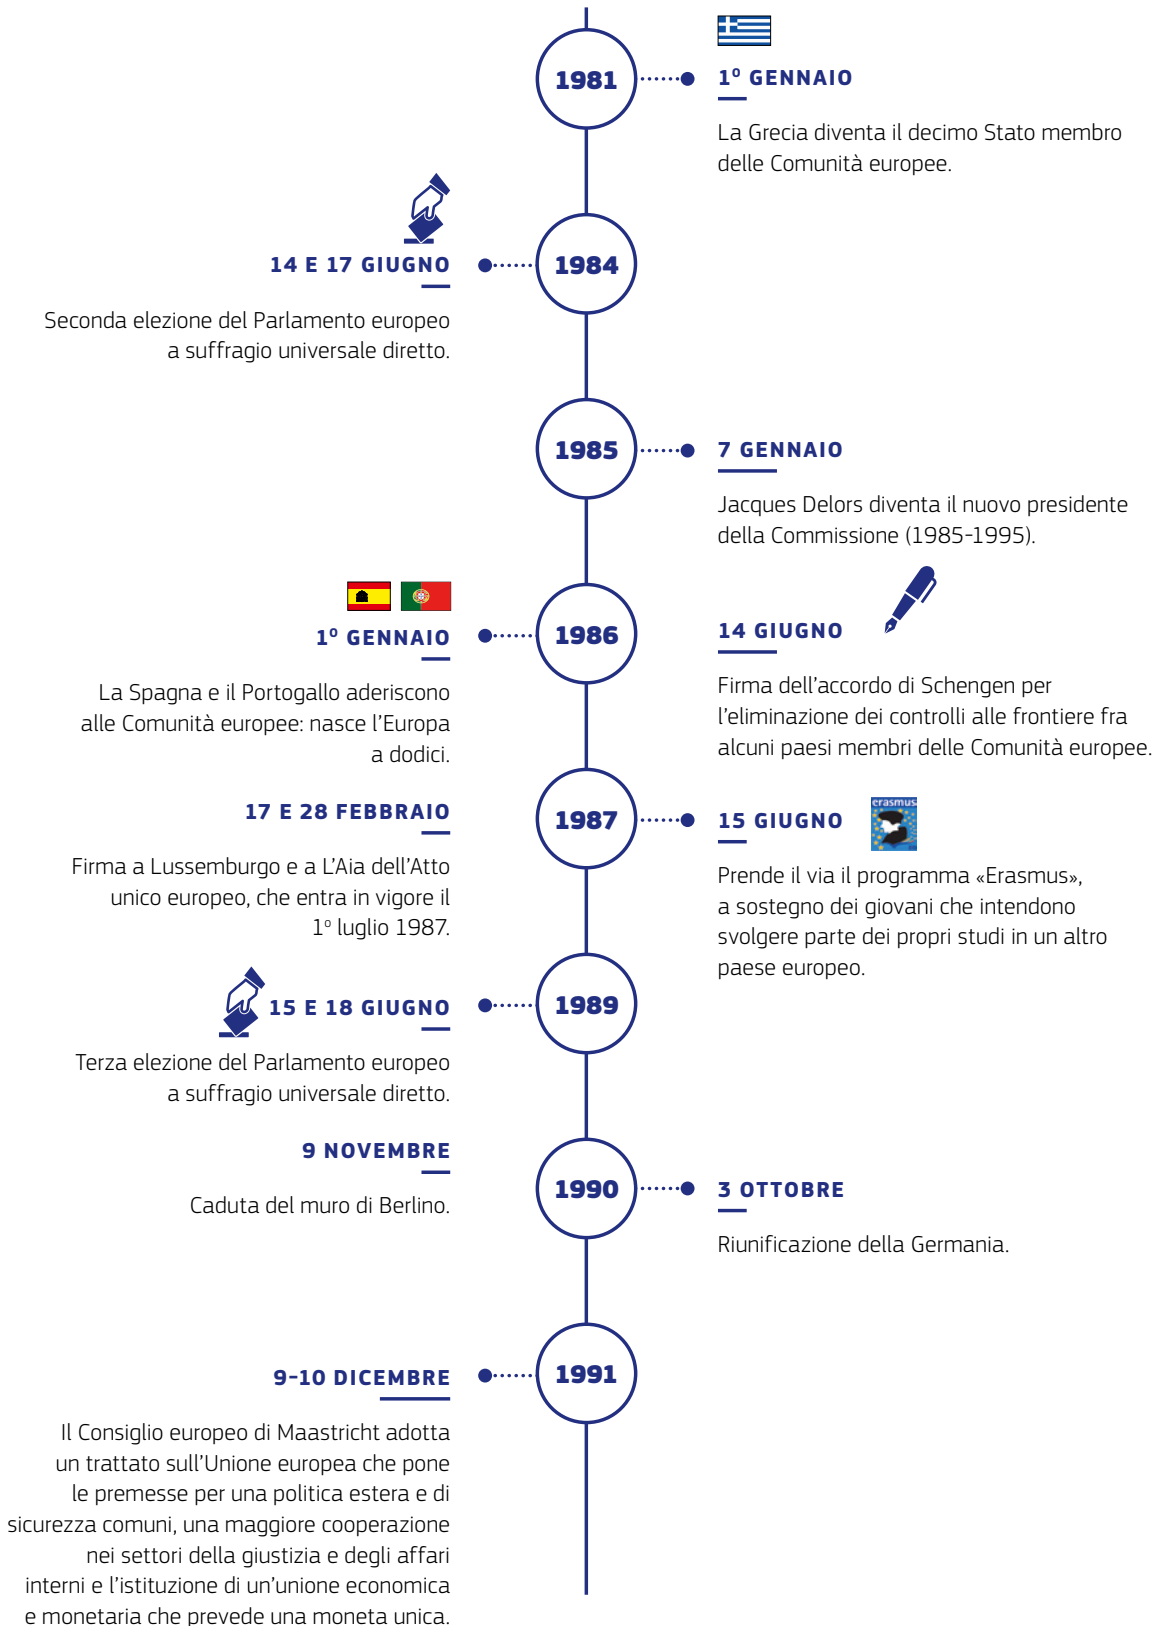 1981
1º GENNAIO
La Grecia diventa il decimo Stato membro
delle Comunità europee.
1984
14 E 17 GIUGNO
Seconda elezione del Parlamento europeo
a suffragio universale diretto.
1985
7 GENNAIO
Jacques Delors diventa il nuovo presidente
della Commissione (1985-1995).
14 GIUGNO
Firma dell’accordo di Schengen per
l’eliminazione dei controlli alle frontiere fra
alcuni paesi membri delle Comunità europee.
1986
1º GENNAIO
La Spagna e il Portogallo aderiscono
alle Comunità europee: nasce l’Europa
a dodici.
17 E 28 FEBBRAIO
Firma a Lussemburgo e a L’Aia dell’Atto
unico europeo, che entra in vigore il
1º luglio 1987.
1987
15 GIUGNO
erasmus
Prende il via il programma «Erasmus»,
a sostegno dei giovani che intendono
svolgere parte dei propri studi in un altro
paese europeo.
1989
15 E 18 GIUGNO
Terza elezione del Parlamento europeo
a suffragio universale diretto.
9 NOVEMBRE
Caduta del muro di Berlino.
1990
3 OTTOBRE
Riunificazione della Germania.
1991
9-10 DICEMBRE
Il Consiglio europeo di Maastricht adotta
un trattato sull’Unione europea che pone
le premesse per una politica estera e di
sicurezza comuni, una maggiore cooperazione
nei settori della giustizia e degli affari
interni e l’istituzione di un’unione economica
e monetaria che prevede una moneta unica.